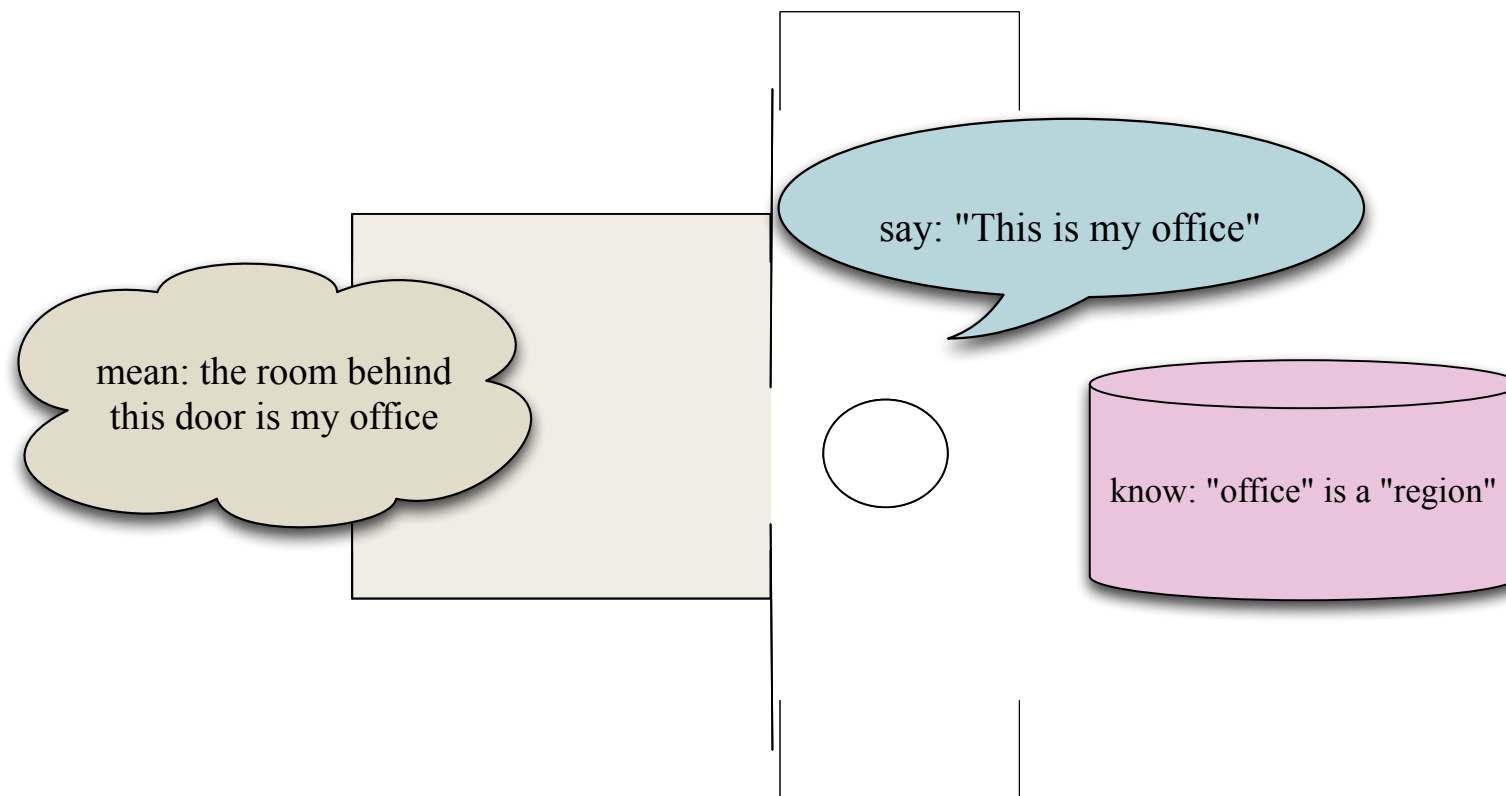 say: "This is my office"
mean: the room behind
this door is my office
know: "office" is a "region"